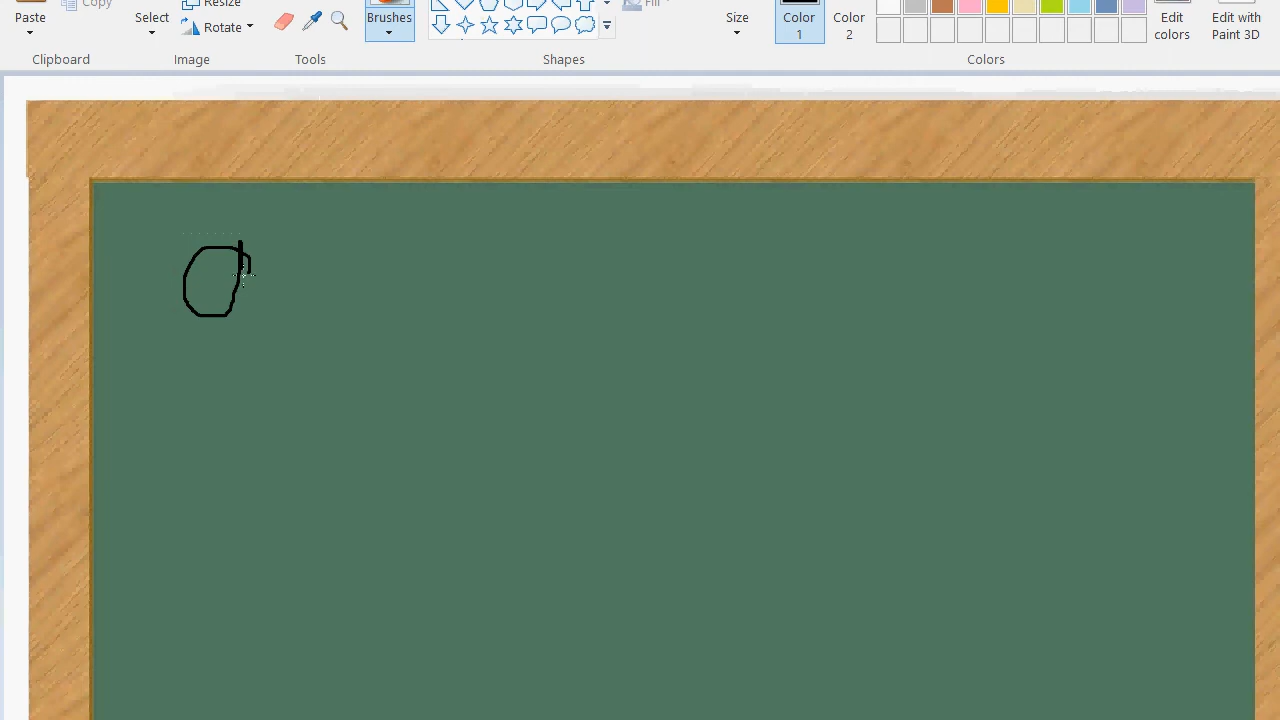 Paste
Copy
Select
Resize
Rotate
Brushes
Fill
Size
Color 1
Color 2
Edit colors
Edit with Paint 3D
Clipboard
Image
Tools
Shapes
Colors